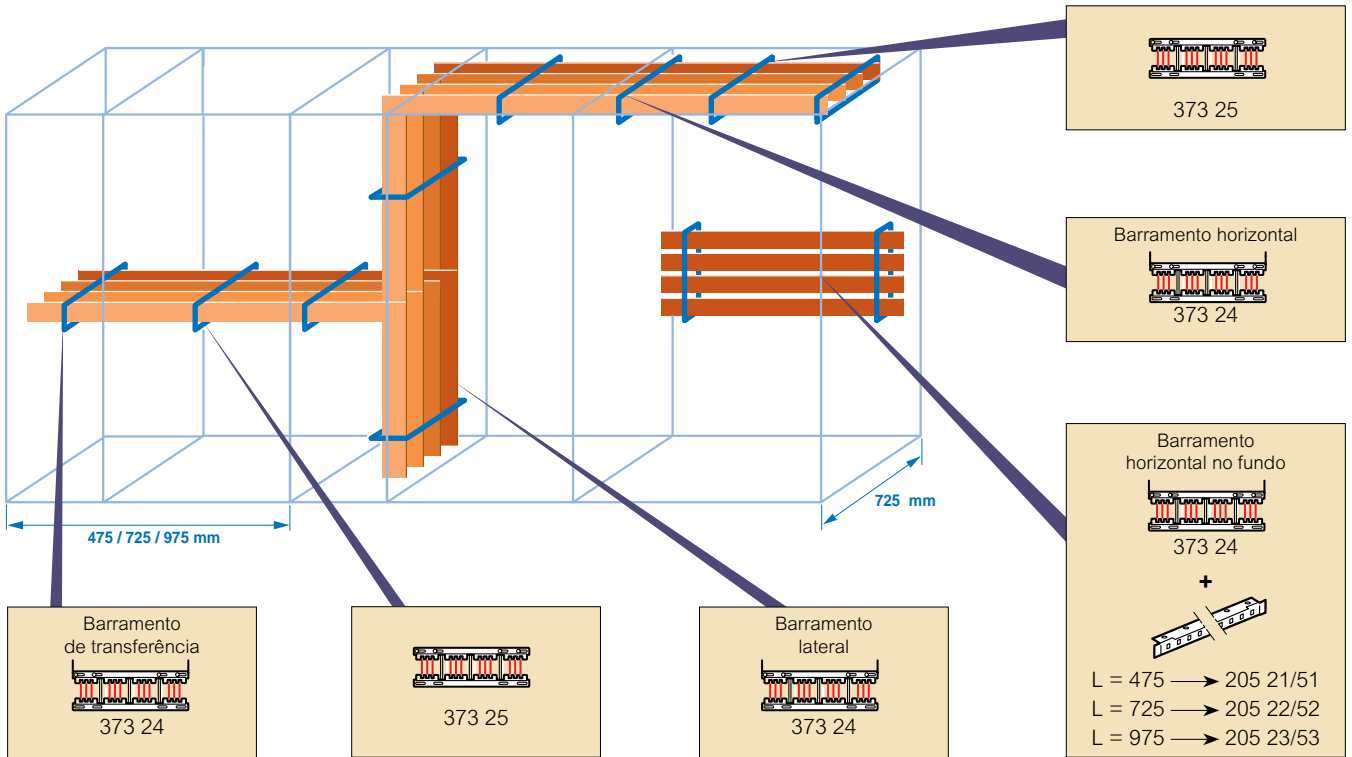 373 25
Barramento horizontal
373 24
725 mm
475 / 725 / 975 mm
Barramento
horizontal no fundo
373 24
+
L = 475 → 205 21/51
L = 725 → 205 22/52
L = 975 → 205 23/53
Barramento
de transferência
373 24
373 25
Barramento
lateral
373 24